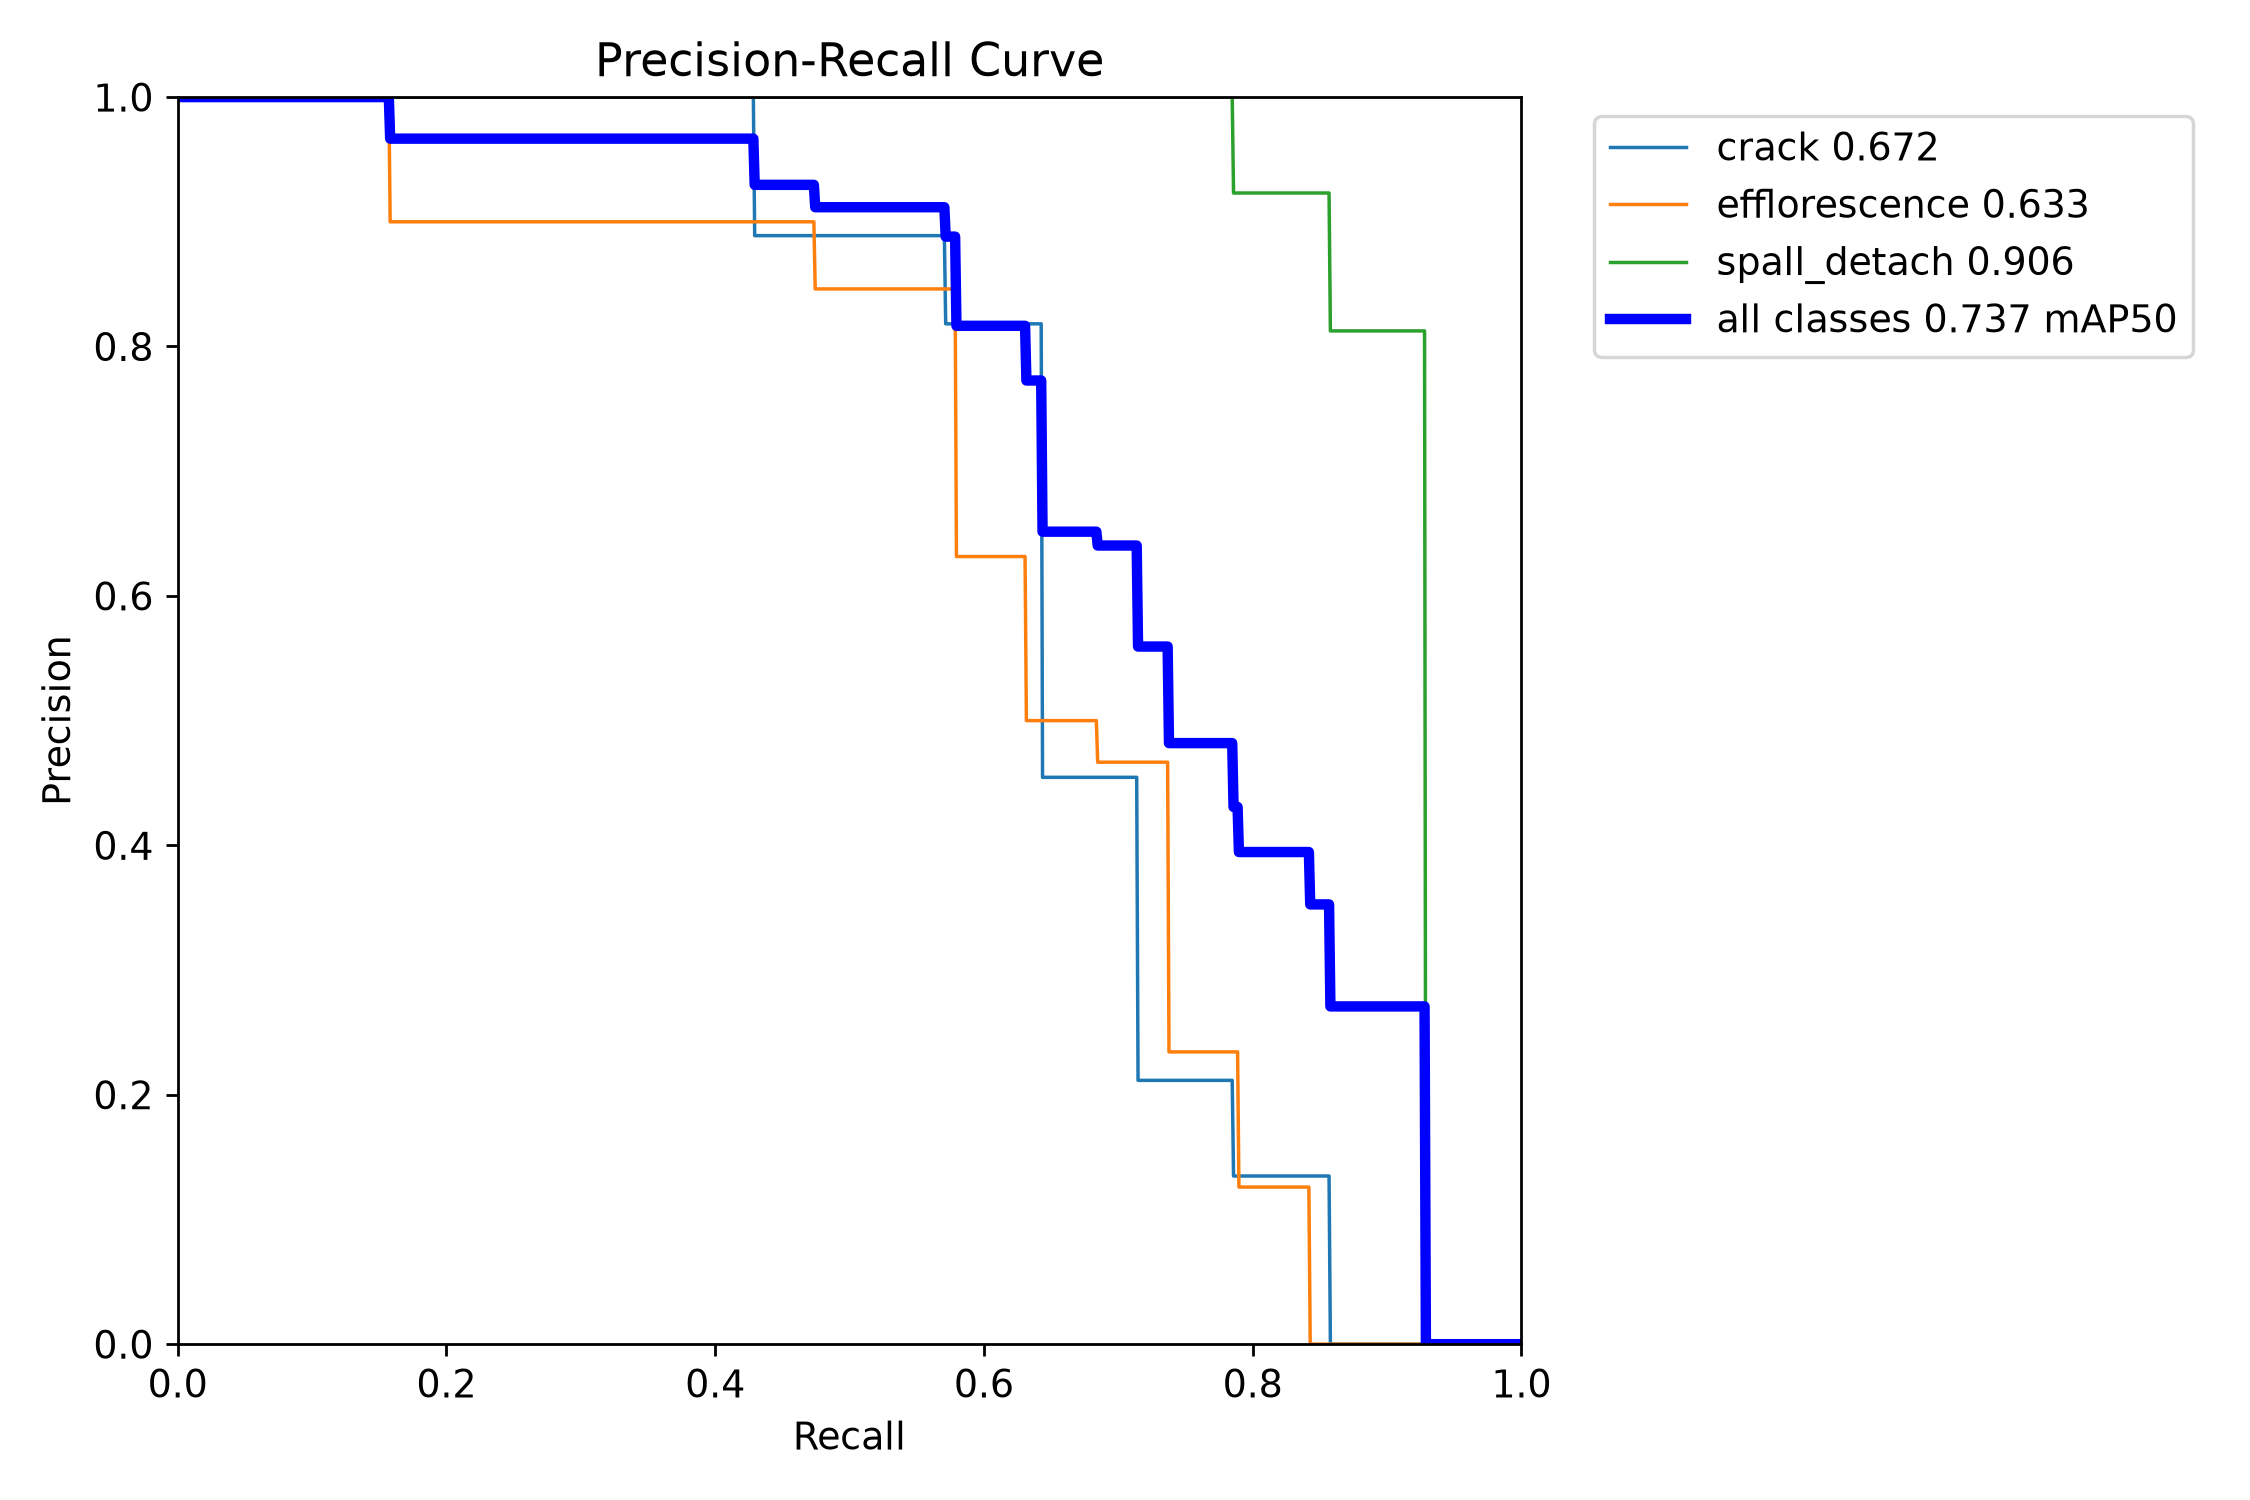 Precision-Recall Curve
1.0
0.8
0.6
0.4
0.2
0.0
Precision
0.0 0.2 0.4 0.6 0.8 1.0
Recall
crack 0.672
efflorescence 0.633
spall_detach 0.906
all classes 0.737 mAP50